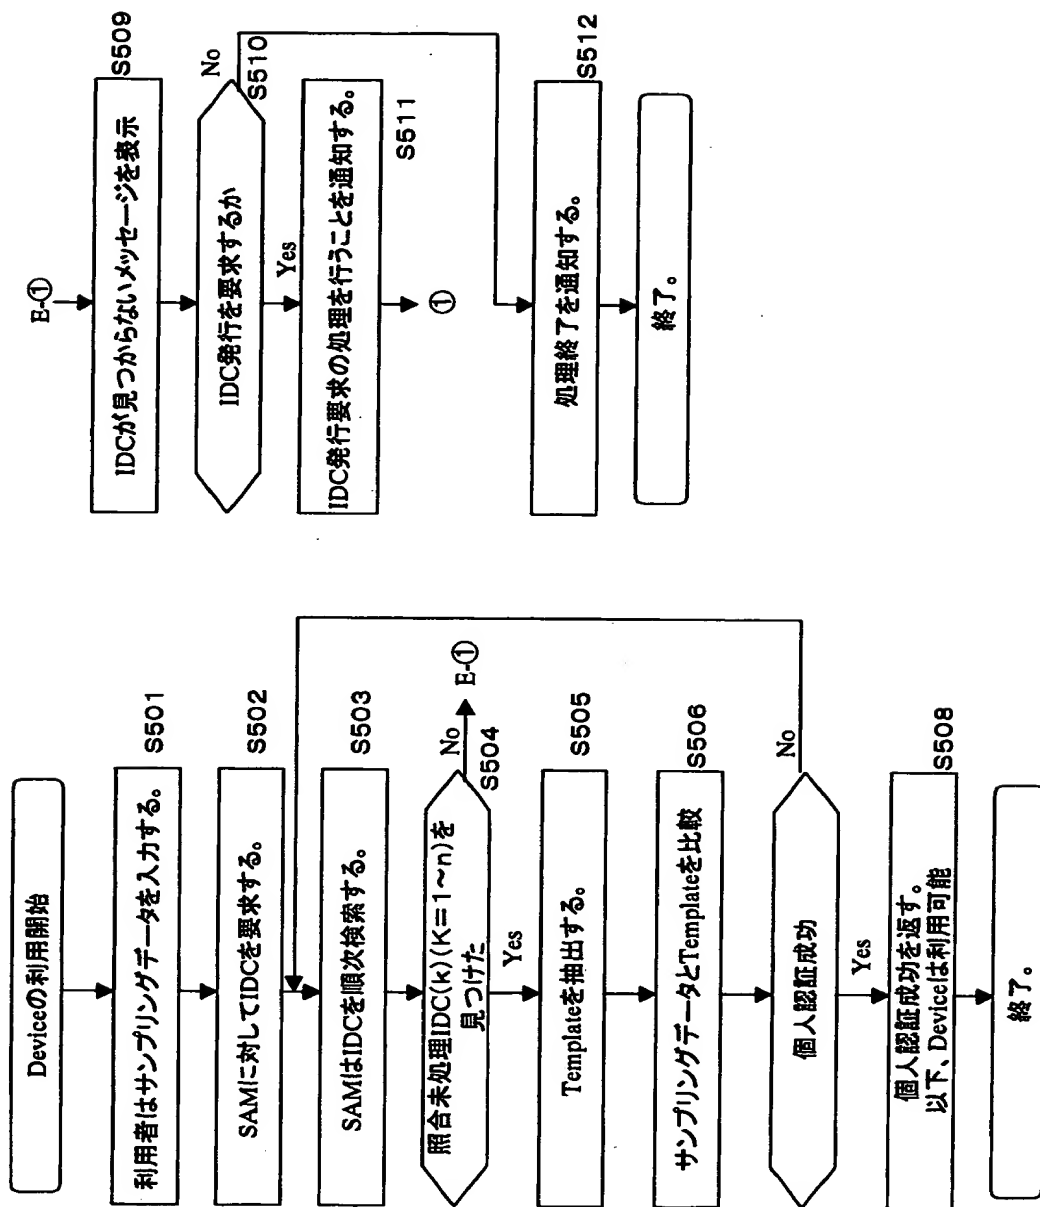 Deviceの利用開始
利用者はサンプリングデータを入力する。
S501
SAMに対してIDCを要求する。
S502
SAMはIDCを順次検索する。
S503
照合未処理IDC(k)(K=1~n)を
見つけた
No
S504
E-①
Yes
Templateを抽出する。
S505
サンプリングデータとTemplateを比較
S506
個人認証成功
No
Yes
個人認証成功を返す。
以下、Deviceは利用可能
S508
終了。
E-①
IDCが見つからないメッセージを表示
S509
IDC発行を要求するか
No
S510
Yes
IDC発行要求の処理を行うことを通知する。
S511
①
処理終了を通知する。
S512
終了。